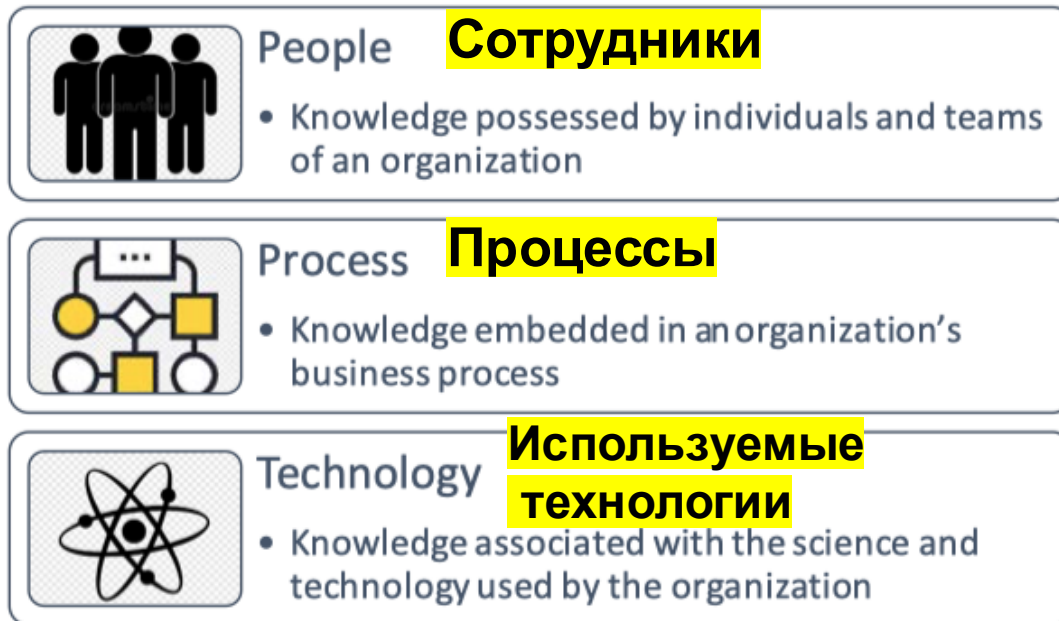 People Сотрудники
• Knowledge possessed by individuals and teams
of an organization
...
Process Процессы
• Knowledge embedded in an organization's
business process
Technology Используемые
технологии
• Knowledge associated with the science and
technology used by the organization